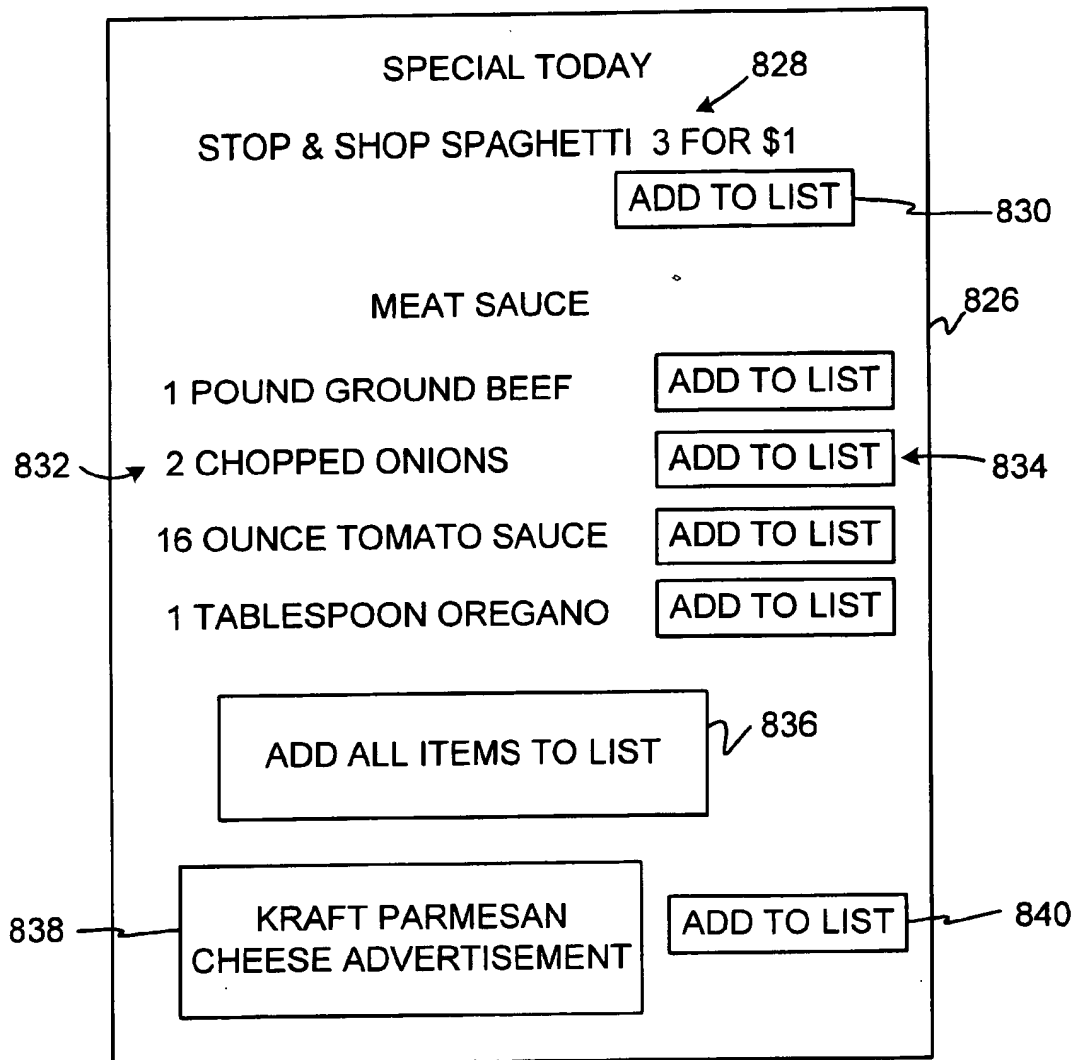 SPECIAL TODAY
828
STOP & SHOP SPAGHETTI 3 FOR $1
ADD TO LIST
830
826
MEAT SAUCE
1 POUND GROUND BEEF
ADD TO LIST
832
2 CHOPPED ONIONS
ADD TO LIST
834
16 OUNCE TOMATO SAUCE
ADD TO LIST
1 TABLESPOON OREGANO
ADD TO LIST
836
ADD ALL ITEMS TO LIST
838
KRAFT PARMESAN
CHEESE ADVERTISEMENT
ADD TO LIST
840